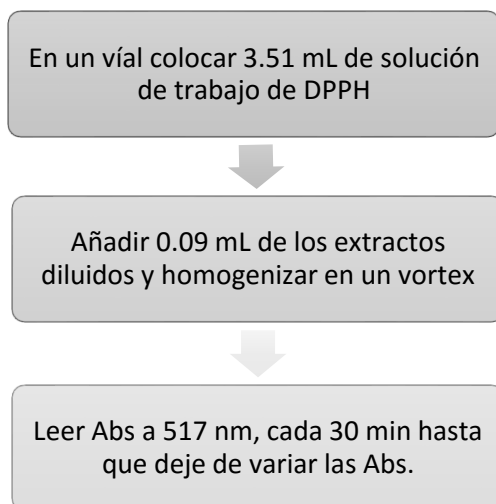 En un víal colocar 3.51 mL de solución
de trabajo de DPPH
Añadir 0.09 mL de los extractos
diluidos y homogenizar en un vortex
Leer Abs a 517 nm, cada 30 min hasta
que deje de variar las Abs.